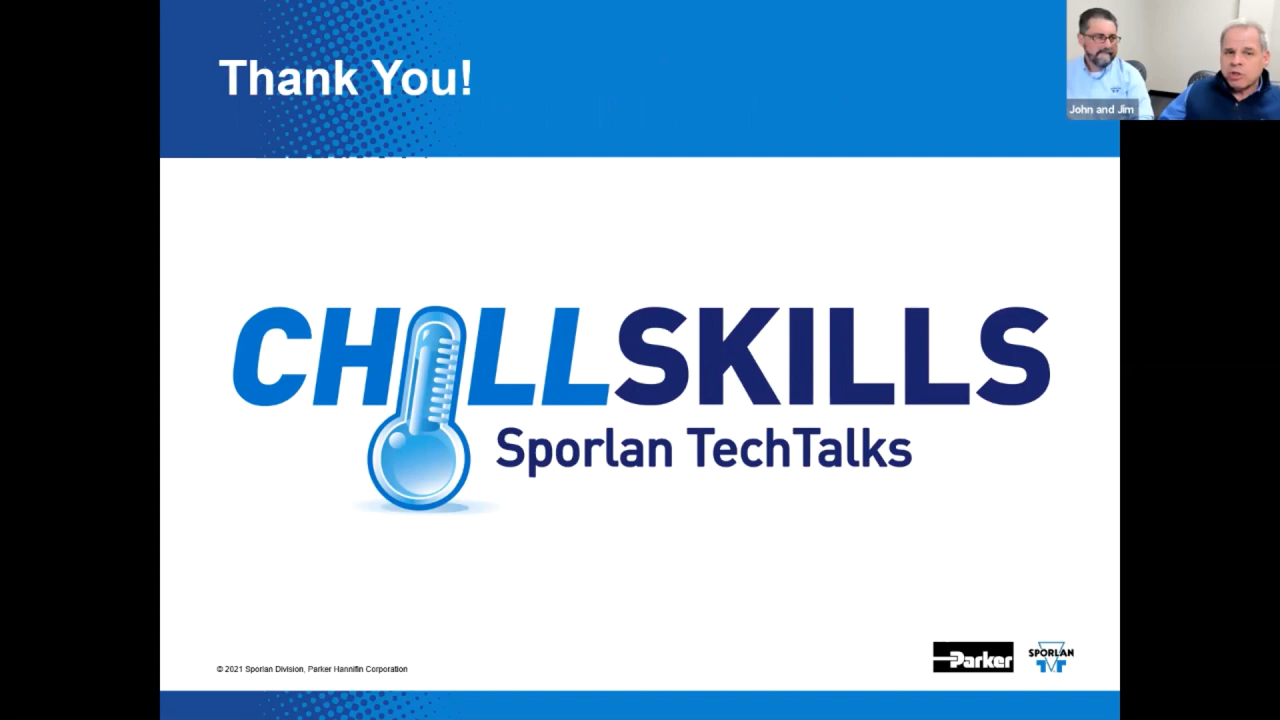 Thank You!
John and Jim
CHILLSKILLS
Sporlan TechTalks
© 2021 Sporlan Division, Parker Hannifin Corporation
Parker
SPORLAN